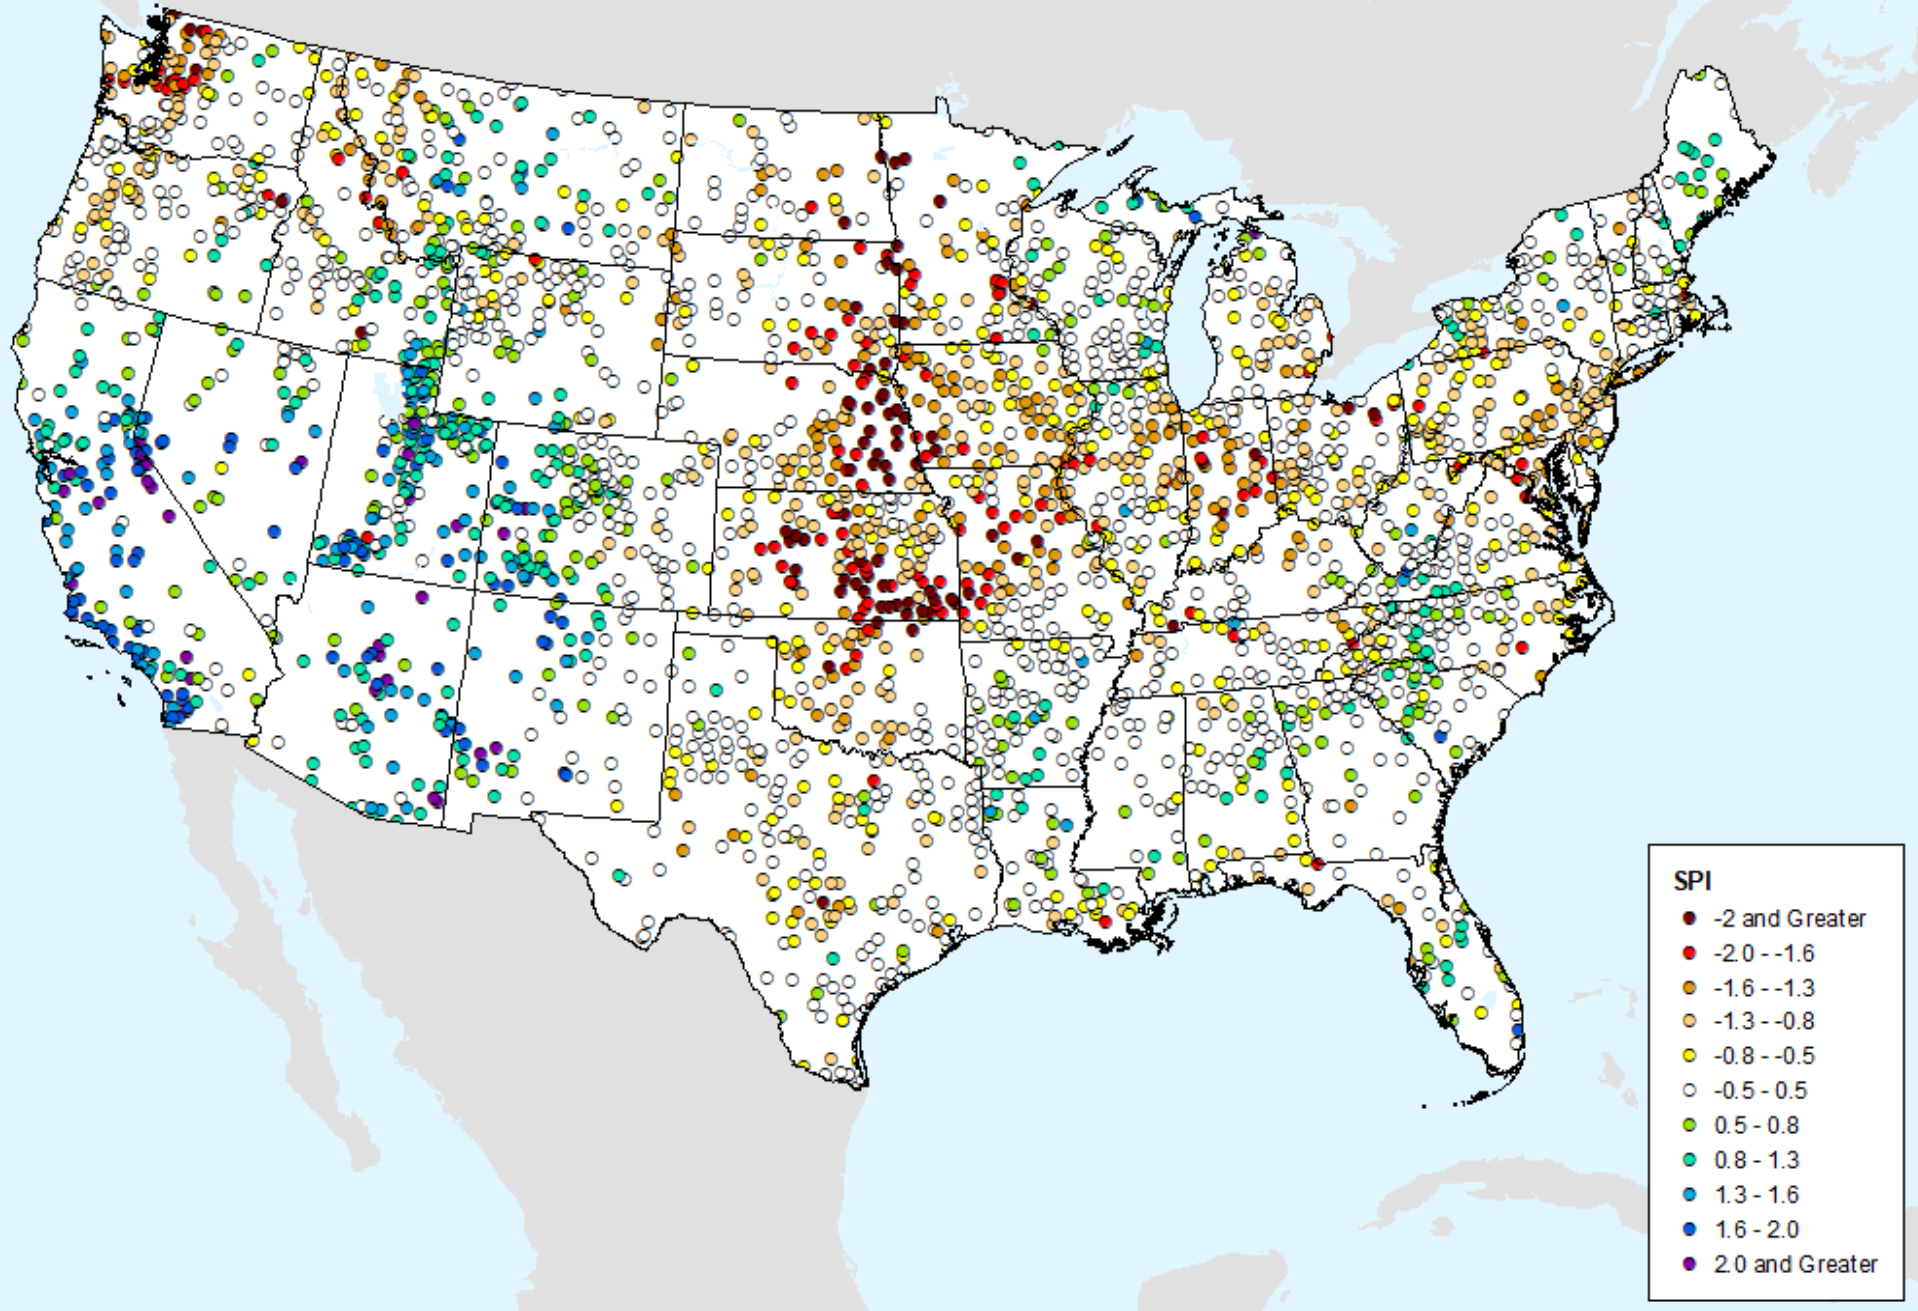 SPI
-2 and Greater
-2.0 - -1.6
-1.6 - -1.3
-1.3 - -0.8
-0.8 - -0.5
-0.5 - 0.5
0.5 - 0.8
0.8 - 1.3
1.3 - 1.6
1.6 - 2.0
2.0 and Greater